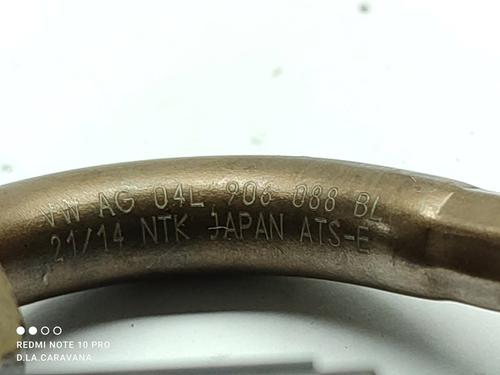 VW AG 04L 906 088 BL
21/14 NTK JAPAN ATS-E
REDMI NOTE 10 PRO
D.LA CARAVANA